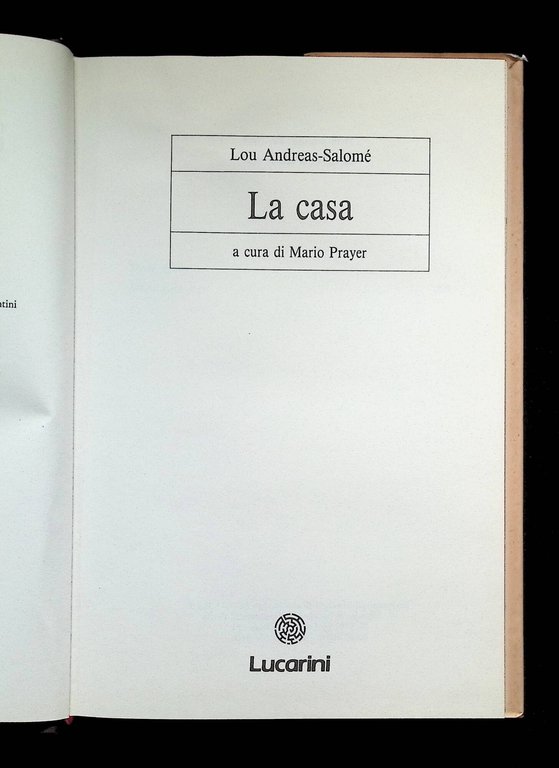 Lou Andreas-Salomé
La casa
a cura di Mario Prayer
Lucarini